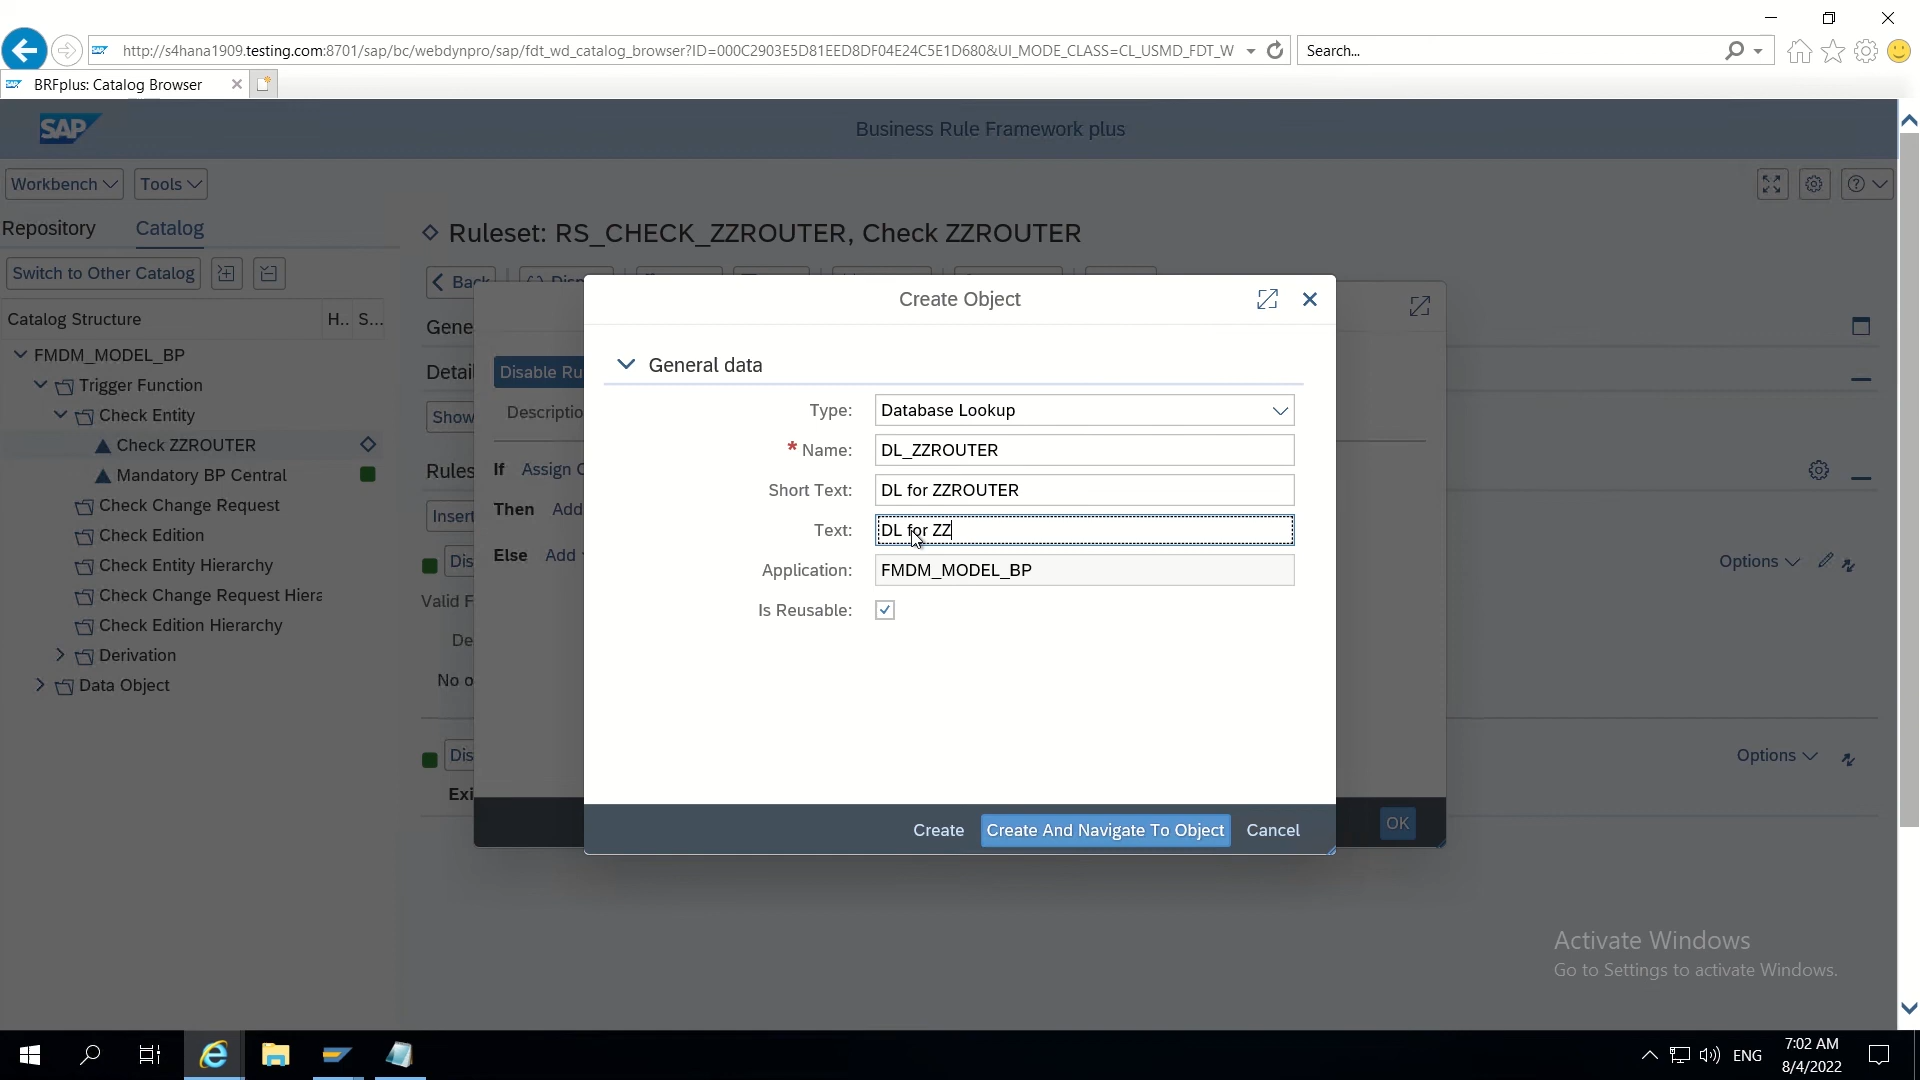 http://s4hana1909.testing.com:8701/sap/bc/webdynpro/sap/fdt_wd_catalog_browser?ID=000C2903E5D81EED8DF04E24C5E1D680&UI_MODE_CLASS=CL_USMD_FDT_W
Search...
BRFplus: Catalog Browser
SAP
Business Rule Framework plus
Workbench
Tools
Repository
Catalog
Ruleset: RS_CHECK_ZZROUTER, Check ZZROUTER
Switch to Other Catalog
Back
Disp
Create Object
Catalog Structure
H..
S...
Gene
FMDM_MODEL_BP
General data
Detail
Disable Ru
Trigger Function
Type:
Database Lookup
Show
Descriptio
Check Entity
Check ZZROUTER
* Name:
DL_ZZROUTER
Rules
If
Assign C
Mandatory BP Central
Short Text:
DL for ZZROUTER
Check Change Request
Insert
Then
Add
Text:
DL for ZZ
Check Edition
Else
Add
Dis
Options
Check Entity Hierarchy
Application:
FMDM_MODEL_BP
Check Change Request Hiera
Valid F
Is Reusable:
Check Edition Hierarchy
De
Derivation
No o
Data Object
Dis
Options
Exi
Create
Create And Navigate To Object
Cancel
OK
Activate Windows
Go to Settings to activate Windows.
ENG
7:02 AM
8/4/2022